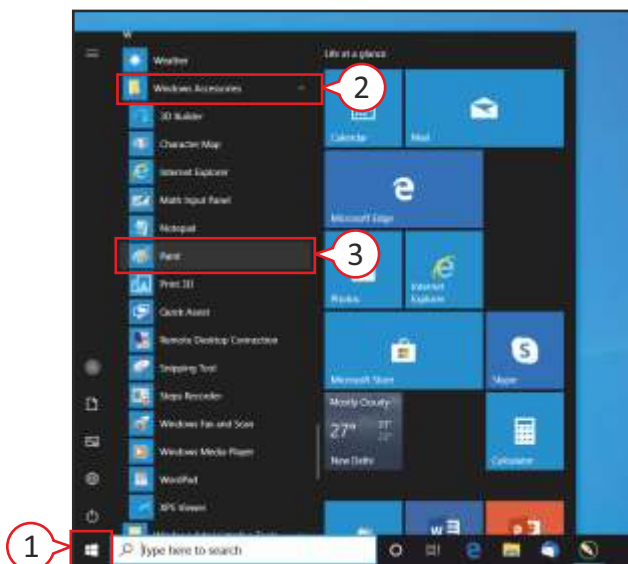 W
Weather
Windows Accessories
2
3D Builder
Character Map
Internet Explorer
Math Input Panel
Notepad
Paint
3
Print 3D
Quick Assist
Remote Desktop Connection
Snipping Tool
Steps Recorder
Windows Fax and Scan
Windows Media Player
WordPad
XPS Viewer
Life at a glance
Calendar
Mail
Microsoft Edge
Photos
Internet Explorer
Microsoft Store
Skype
Mostly Cloudy
27°
New Delhi
Calculator
1
Type here to search